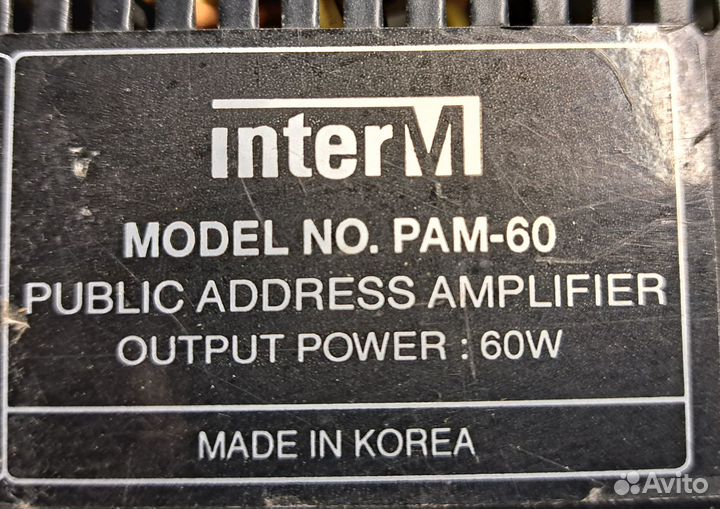 interM
MODEL NO. PAM-60
PUBLIC ADDRESS AMPLIFIER
OUTPUT POWER : 60W
MADE IN KOREA
Avito